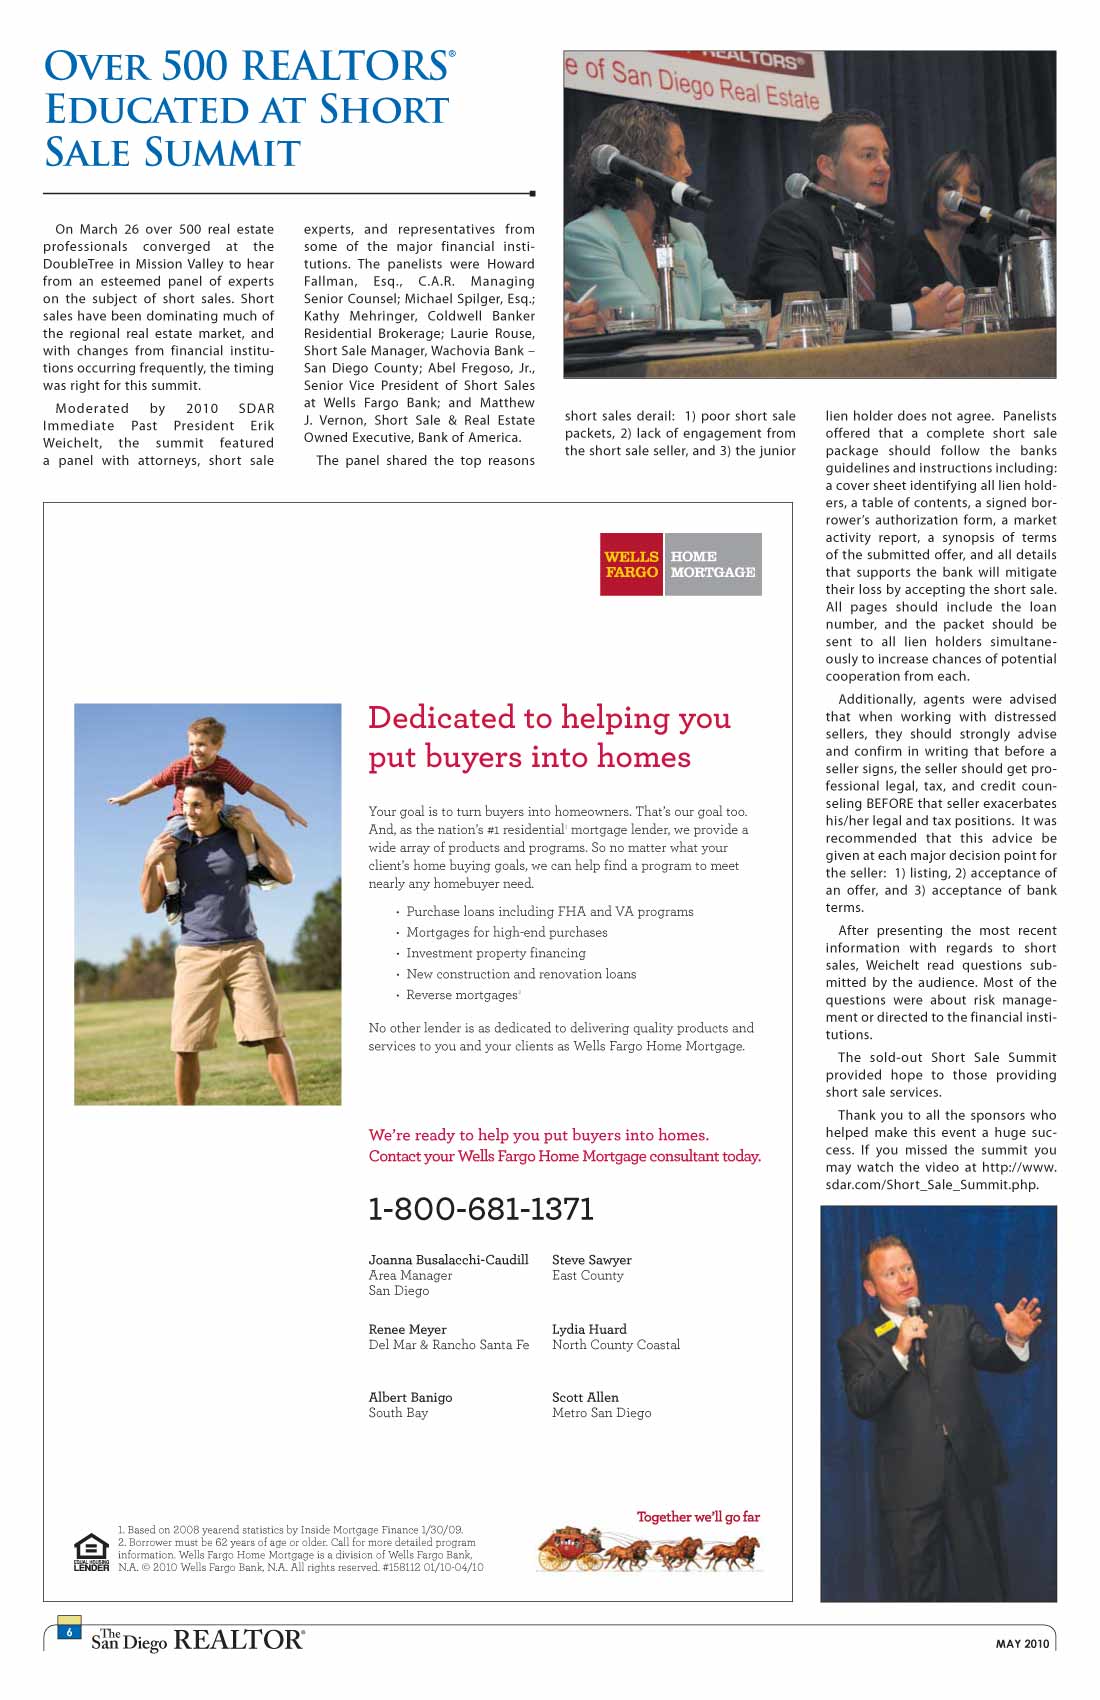 OVER 500 REALTORS®
EDUCATED AT SHORT
SALE SUMMIT
On March 26 over 500 real estate
professionals converged at the
DoubleTree in Mission Valley to hear
from an esteemed panel of experts
on the subject of short sales. Short
sales have been dominating much of
the regional real estate market, and
with changes from financial institu-
tions occurring frequently, the timing
was right for this summit.
Moderated by 2010 SDAR
Immediate Past President Erik
Weichelt, the summit featured
a panel with attorneys, short sale
experts, and representatives from
some of the major financial insti-
tutions. The panelists were Howard
Fallman, Esq., C.A.R. Managing
Senior Counsel; Michael Spilger, Esq.;
Kathy Mehringer, Coldwell Banker
Residential Brokerage; Laurie Rouse,
Short Sale Manager, Wachovia Bank –
San Diego County; Abel Fregoso, Jr.,
Senior Vice President of Short Sales
at Wells Fargo Bank; and Matthew
J. Vernon, Short Sale & Real Estate
Owned Executive, Bank of America.
The panel shared the top reasons
REALTORS®
e of San Diego Real Estate
short sales derail: 1) poor short sale
packets, 2) lack of engagement from
the short sale seller, and 3) the junior
lien holder does not agree. Panelists
offered that a complete short sale
package should follow the banks
guidelines and instructions including:
a cover sheet identifying all lien hold-
ers, a table of contents, a signed bor-
rower's authorization form, a market
activity report, a synopsis of terms
of the submitted offer, and all details
that supports the bank will mitigate
their loss by accepting the short sale.
All pages should include the loan
number, and the packet should be
sent to all lien holders simultane-
ously to increase chances of potential
cooperation from each.
Additionally, agents were advised
that when working with distressed
sellers, they should strongly advise
and confirm in writing that before a
seller signs, the seller should get pro-
fessional legal, tax, and credit coun-
seling BEFORE that seller exacerbates
his/her legal and tax positions. It was
recommended that this advice be
given at each major decision point for
the seller: 1) listing, 2) acceptance of
an offer, and 3) acceptance of bank
terms.
After presenting the most recent
information with regards to short
sales, Weichelt read questions sub-
mitted by the audience. Most of the
questions were about risk manage-
ment or directed to the financial insti-
tutions.
The sold-out Short Sale Summit
provided hope to those providing
short sale services.
Thank you to all the sponsors who
helped make this event a huge suc-
cess. If you missed the summit you
may watch the video at http://www.
sdar.com/Short_Sale_Summit.php.
WELLS FARGO
HOME MORTGAGE
Dedicated to helping you
put buyers into homes
Your goal is to turn buyers into homeowners. That's our goal too.
And, as the nation's #1 residential¹ mortgage lender, we provide a
wide array of products and programs. So no matter what your
client's home buying goals, we can help find a program to meet
nearly any homebuyer need.
• Purchase loans including FHA and VA programs
• Mortgages for high-end purchases
• Investment property financing
• New construction and renovation loans
• Reverse mortgages²
No other lender is as dedicated to delivering quality products and
services to you and your clients as Wells Fargo Home Mortgage.
We're ready to help you put buyers into homes.
Contact your Wells Fargo Home Mortgage consultant today.
1-800-681-1371
Joanna Busalacchi-Caudill
Area Manager
San Diego
Steve Sawyer
East County
Renee Meyer
Del Mar & Rancho Santa Fe
Lydia Huard
North County Coastal
Albert Banigo
South Bay
Scott Allen
Metro San Diego
EQUAL HOUSING
LENDER
1. Based on 2008 yearend statistics by Inside Mortgage Finance 1/30/09.
2. Borrower must be 62 years of age or older. Call for more detailed program
information. Wells Fargo Home Mortgage is a division of Wells Fargo Bank,
N.A. © 2010 Wells Fargo Bank, N.A. All rights reserved. #158112 01/10-04/10
Together we'll go far
6
The San Diego REALTOR®
MAY 2010